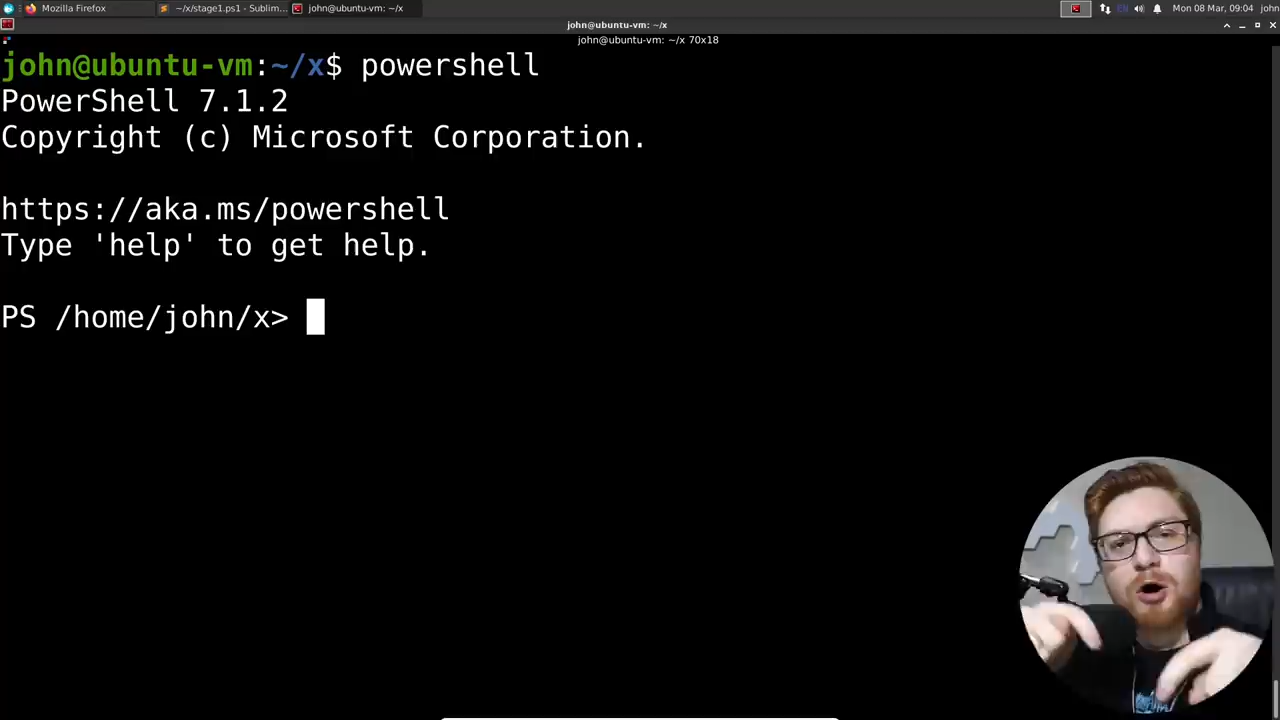 Mozilla Firefox
~/x/stage1.ps1 - Sublim...
john@ubuntu-vm: ~/x
EN
Mon 08 Mar, 09:04
john
john@ubuntu-vm: ~/x
john@ubuntu-vm: ~/x 70x18
john@ubuntu-vm:~/x$ powershell
PowerShell 7.1.2
Copyright (c) Microsoft Corporation.
https://aka.ms/powershell
Type 'help' to get help.
PS /home/john/x>